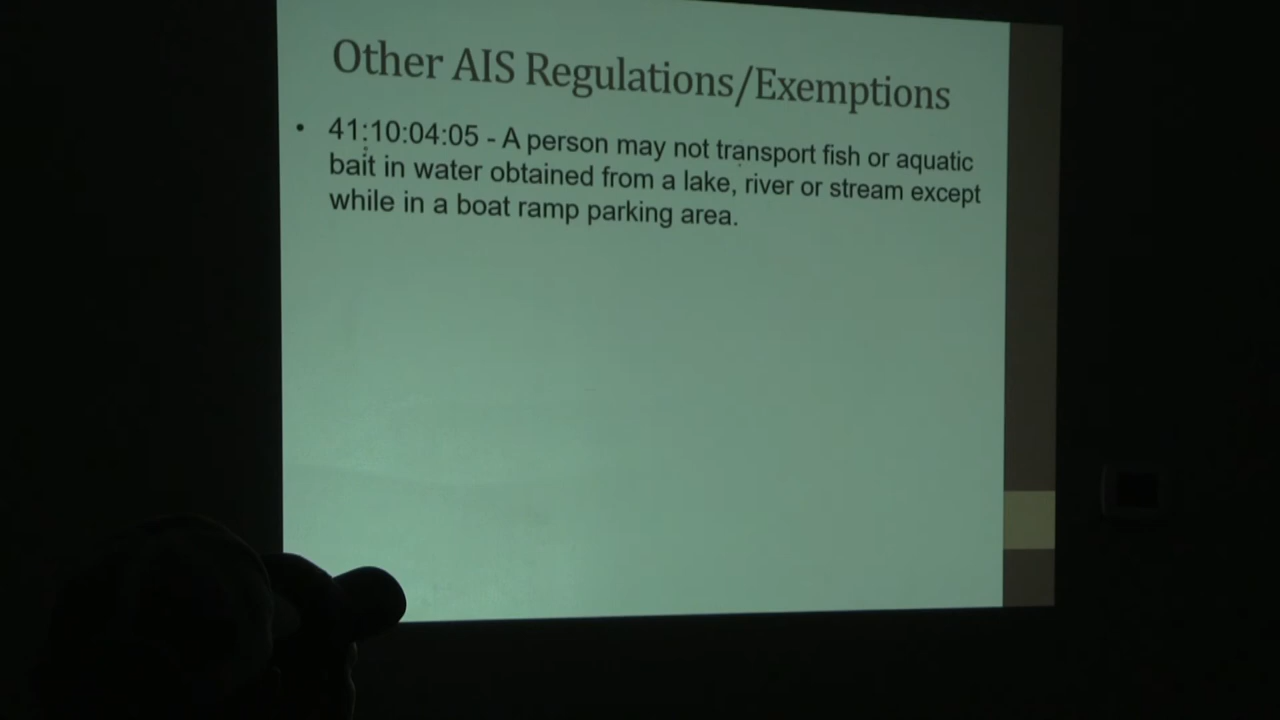 Other AIS Regulations/Exemptions
• 41:10:04:05 - A person may not transport fish or aquatic
bait in water obtained from a lake, river or stream except
while in a boat ramp parking area.